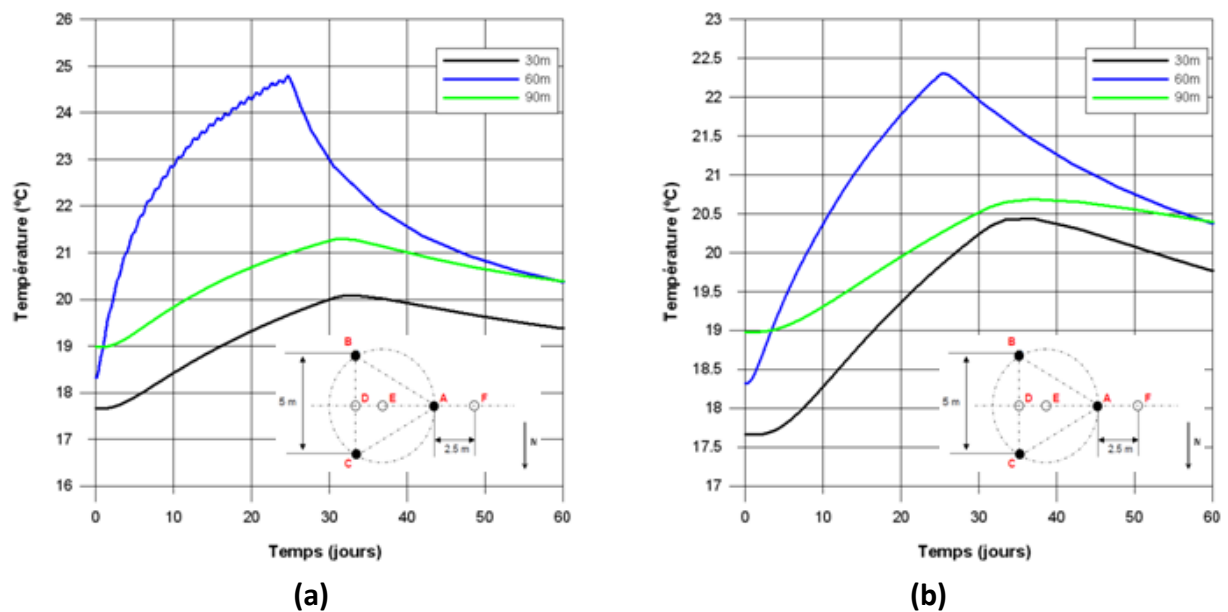 26
25
24
23
22
21
20
19
18
17
16
Température (°C)
30m
60m
90m
B
D
E
A
F
C
5 m
2.5 m
N
0 10 20 30 40 50 60
Temps (jours)
(a)
23.5
23
22.5
22
21.5
21
20.5
20
19.5
19
18.5
18
17.5
17
Température (°C)
30m
60m
90m
B
D
E
A
F
C
5 m
2.5 m
N
0 10 20 30 40 50 60
Temps (jours)
(b)